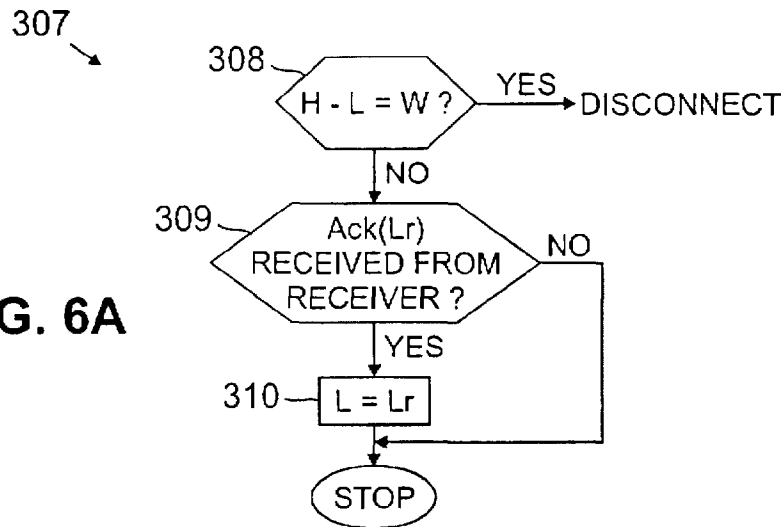 307
308
H - L = W ?
YES
DISCONNECT
NO
309
Ack(Lr)
RECEIVED FROM
RECEIVER ?
NO
G. 6A
YES
310
L = Lr
STOP